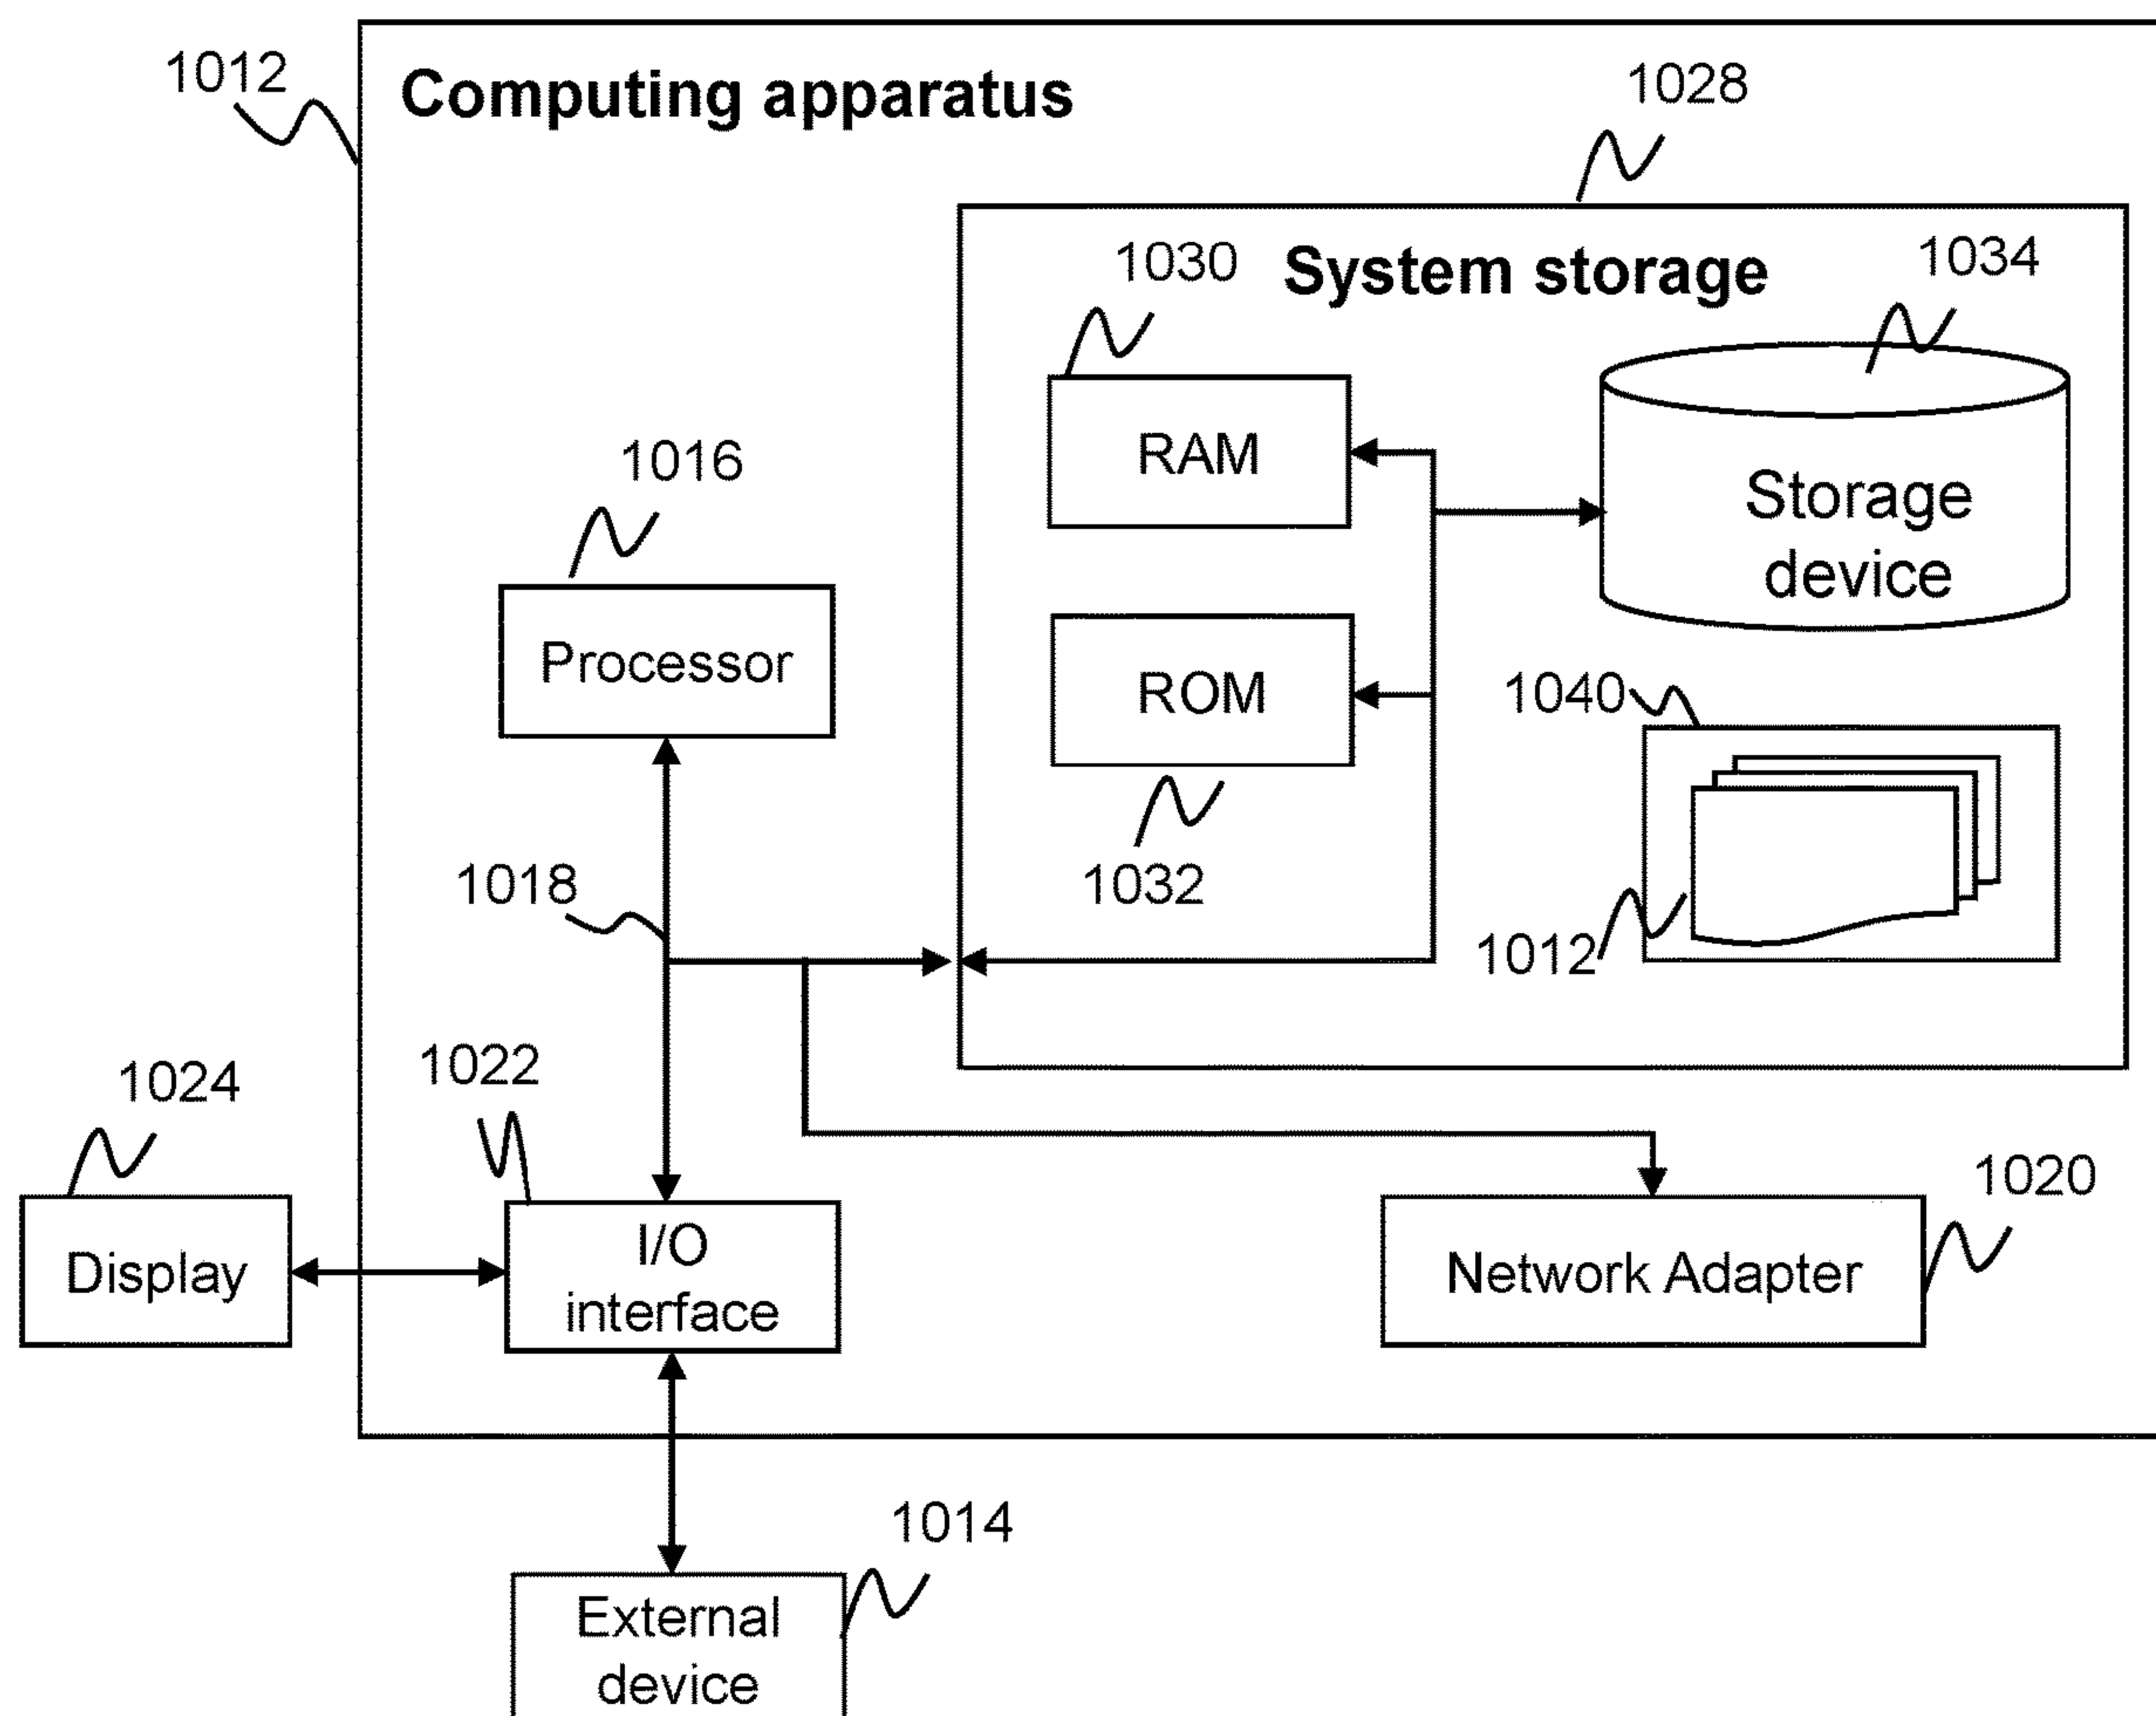 1012
Computing apparatus
1028
1030
System storage
1034
RAM
Storage
device
1016
Processor
ROM
1040
1018
1032
1012
1022
1024
1020
I/O
interface
Display
Network Adapter
1014
External
device